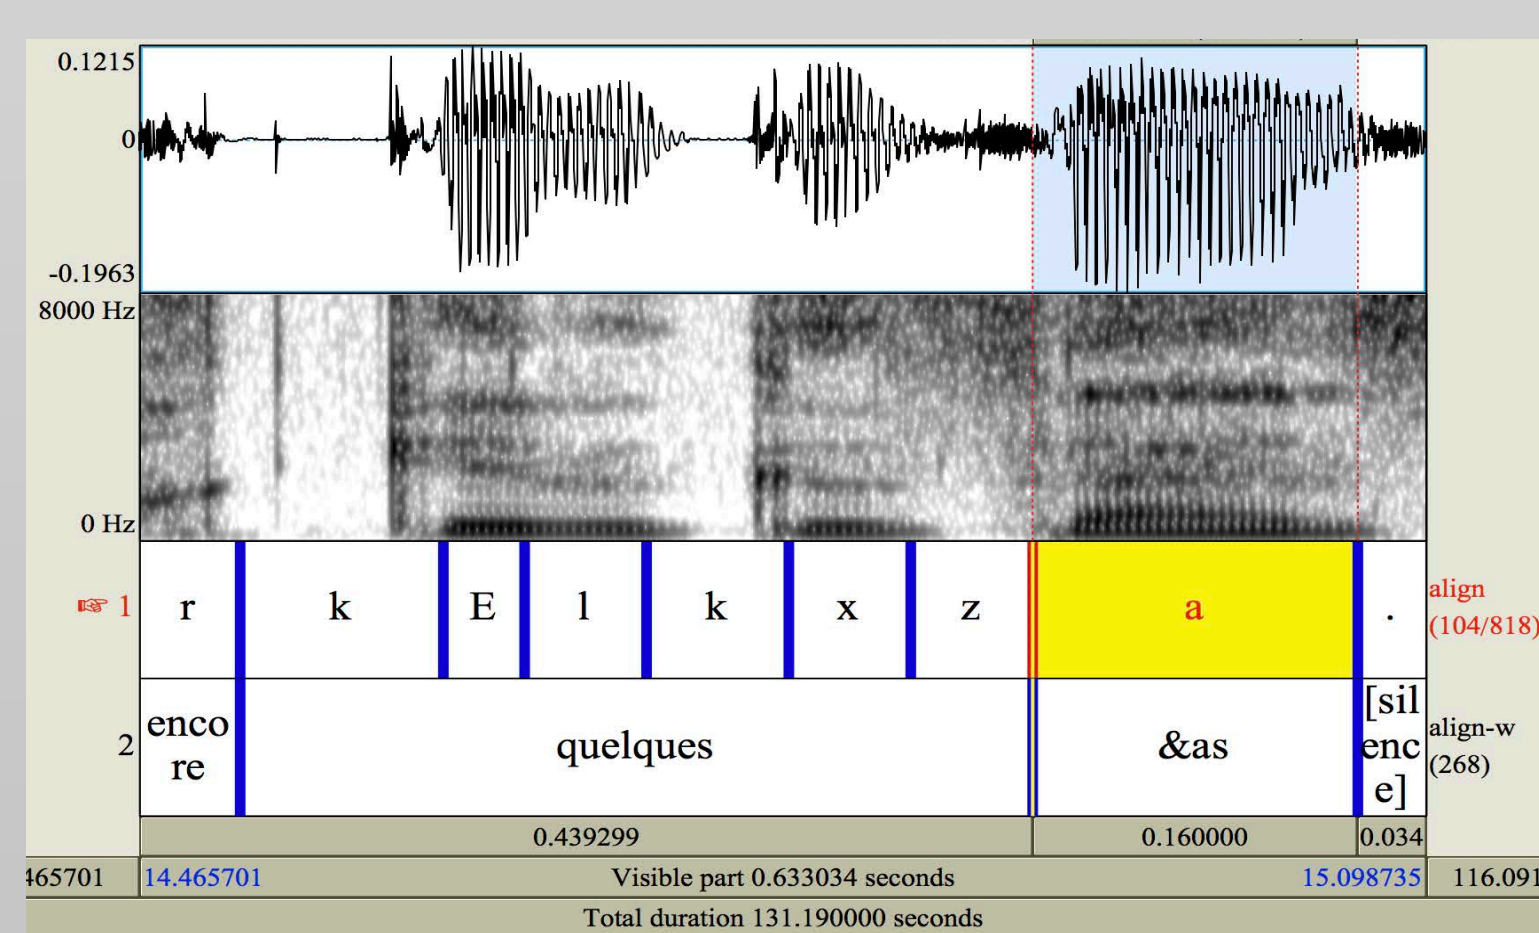 0.1215
0
-0.1963
8000 Hz
0 Hz
☞ 1 r k E l k x z a . align
(104/818)
2 enco
re quelques &as [sil
enc
e] align-w
(268)
0.439299 0.160000 0.034
465701 14.465701 Visible part 0.633034 seconds 15.098735 116.091
Total duration 131.190000 seconds